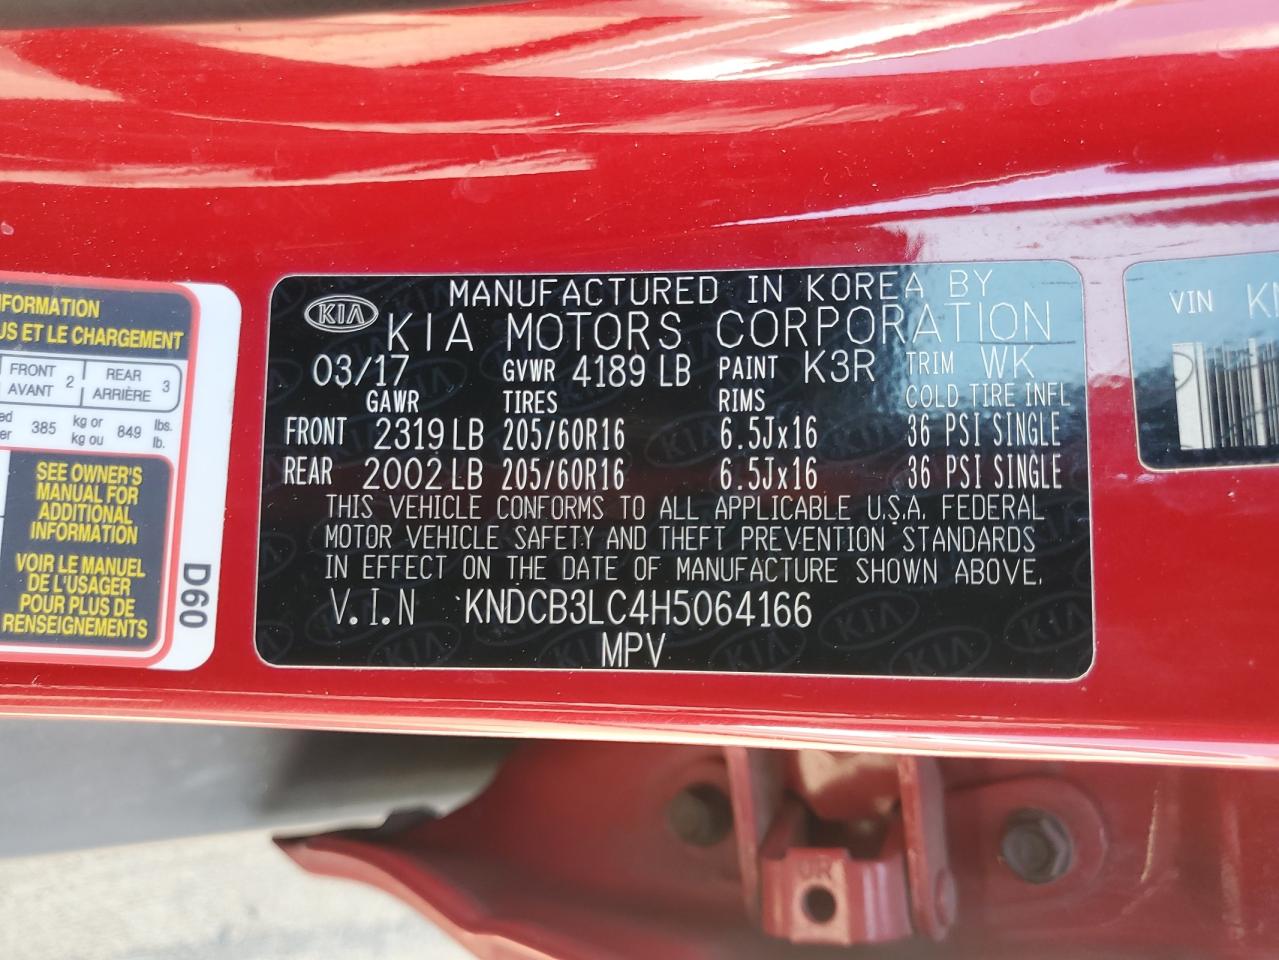 NFORMATION
US ET LE CHARGEMENT
FRONT 2 REAR 3
AVANT ARRIÈRE
ed 385 kg or 849 lbs.
er kg ou lb.
SEE OWNER'S
MANUAL FOR
ADDITIONAL
INFORMATION
VOIR LE MANUEL
DE L'USAGER
POUR PLUS DE
RENSEIGNEMENTS
D60
KIA
MANUFACTURED IN KOREA BY
KIA MOTORS CORPORATION
03/17 GVWR 4189 LB PAINT K3R TRIM WK
GAWR TIRES RIMS COLD TIRE INFL
FRONT 2319 LB 205/60R16 6.5Jx16 36 PSI SINGLE
REAR 2002 LB 205/60R16 6.5Jx16 36 PSI SINGLE
THIS VEHICLE CONFORMS TO ALL APPLICABLE U.S.A. FEDERAL
MOTOR VEHICLE SAFETY AND THEFT PREVENTION STANDARDS
IN EFFECT ON THE DATE OF MANUFACTURE SHOWN ABOVE.
V.I.N KNDCB3LC4H5064166
MPV
VIN KN